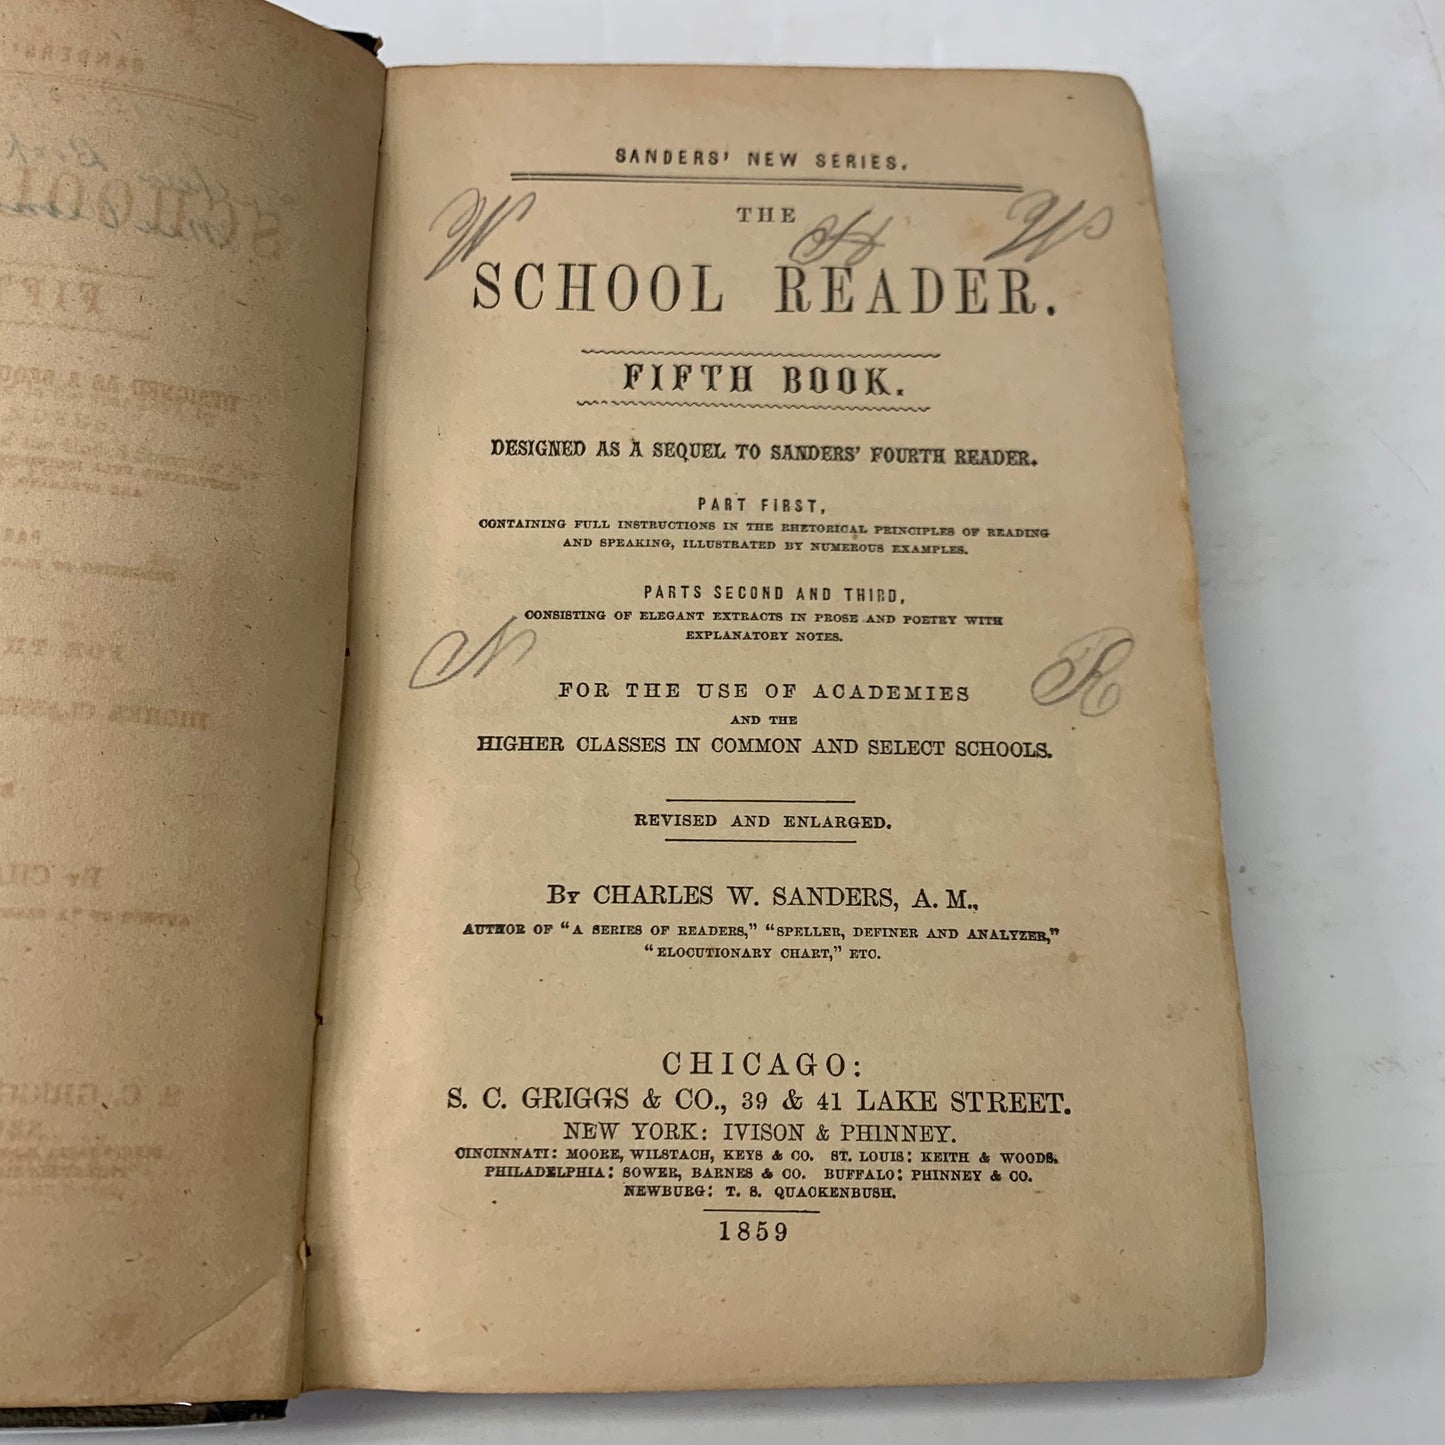 SANDERS' NEW SERIES.
THE
W H W
SCHOOL READER.
FIFTH BOOK.
DESIGNED AS A SEQUEL TO SANDERS' FOURTH READER.
PART FIRST,
CONTAINING FULL INSTRUCTIONS IN THE RHETORICAL PRINCIPLES OF READING
AND SPEAKING, ILLUSTRATED BY NUMEROUS EXAMPLES.
PARTS SECOND AND THIRD,
CONSISTING OF ELEGANT EXTRACTS IN PROSE AND POETRY WITH
EXPLANATORY NOTES.
N R
FOR THE USE OF ACADEMIES
AND THE
HIGHER CLASSES IN COMMON AND SELECT SCHOOLS.
REVISED AND ENLARGED.
BY CHARLES W. SANDERS, A. M.,
AUTHOR OF "A SERIES OF READERS," "SPELLER, DEFINER AND ANALYZER,"
"ELOCUTIONARY CHART," ETC.
CHICAGO:
S. C. GRIGGS & CO., 39 & 41 LAKE STREET.
NEW YORK: IVISON & PHINNEY.
CINCINNATI: MOORE, WILSTACH, KEYS & CO. ST. LOUIS: KEITH & WOODS.
PHILADELPHIA: SOWER, BARNES & CO. BUFFALO: PHINNEY & CO.
NEWBURG: T. S. QUACKENBUSH.
1859